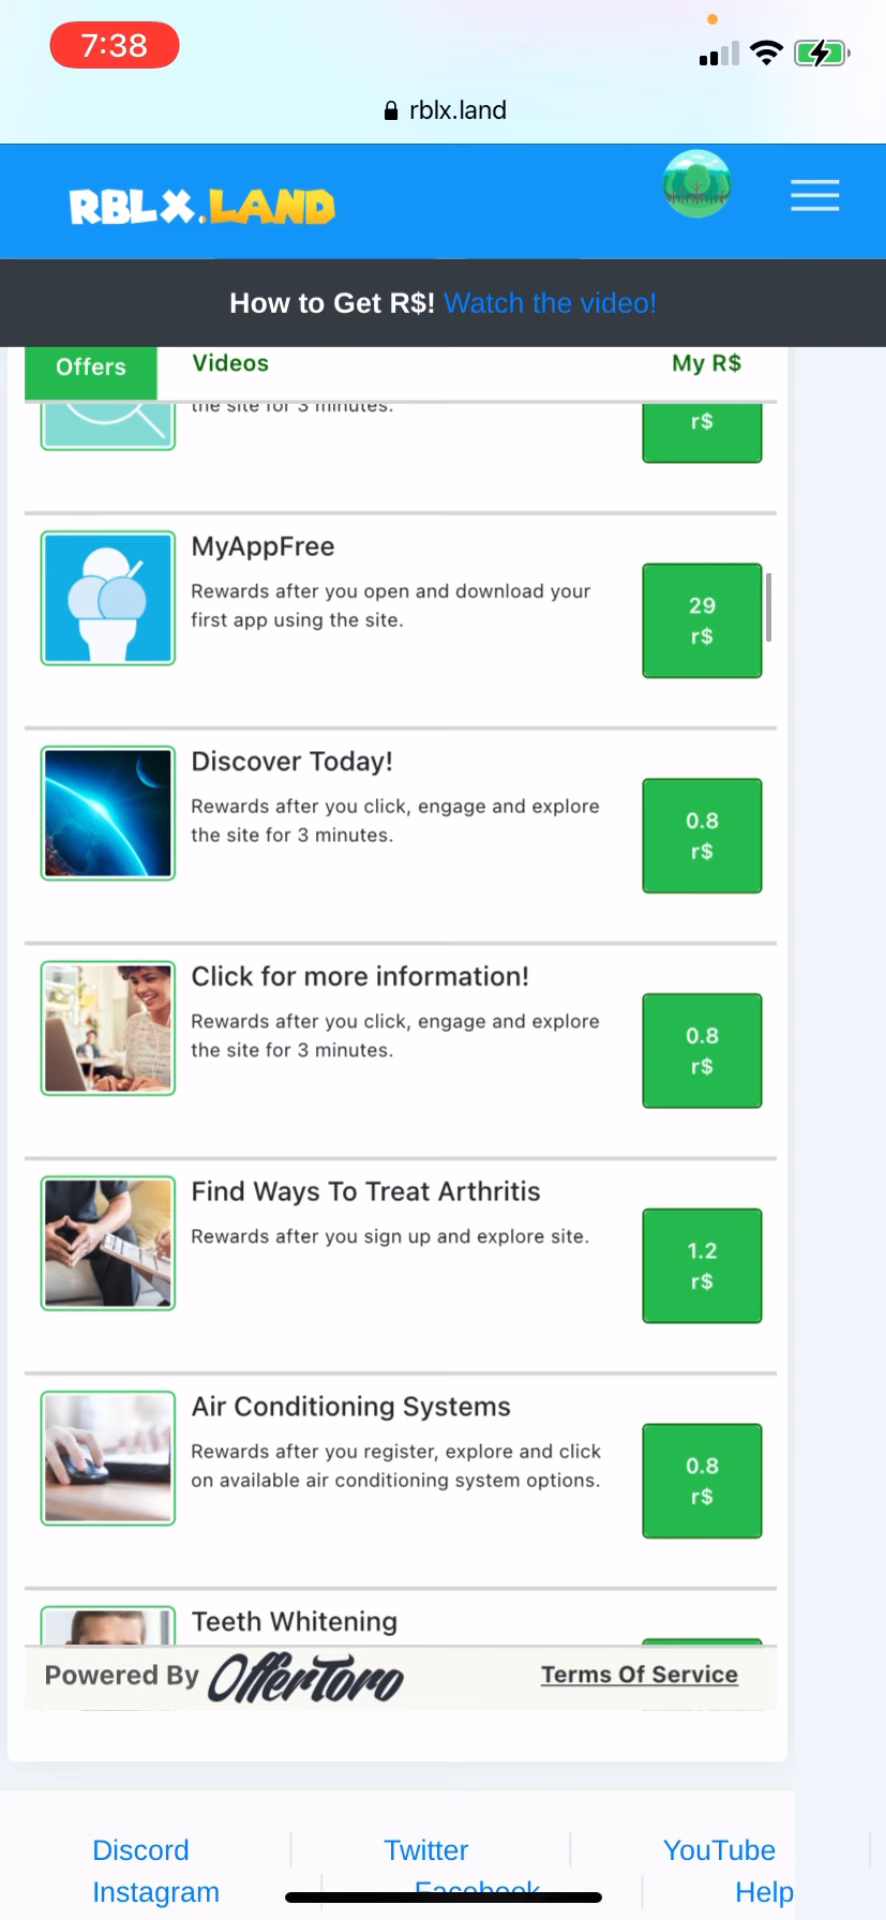 7:38
rblx.land
RBLX.LAND
How to Get R$! Watch the video!
Offers
Videos
My R$
the site for 3 minutes.
r$
MyAppFree
Rewards after you open and download your
first app using the site.
29
r$
Discover Today!
Rewards after you click, engage and explore
the site for 3 minutes.
0.8
r$
Click for more information!
Rewards after you click, engage and explore
the site for 3 minutes.
0.8
r$
Find Ways To Treat Arthritis
Rewards after you sign up and explore site.
1.2
r$
Air Conditioning Systems
Rewards after you register, explore and click
on available air conditioning system options.
0.8
r$
Teeth Whitening
Powered By OfferToro
Terms Of Service
Discord
Twitter
YouTube
Instagram
Facebook
Help